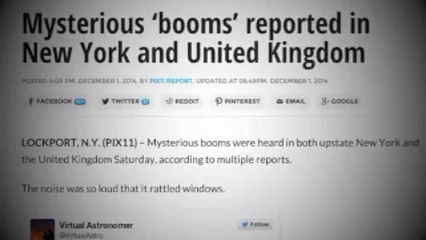 Mysterious ‘booms’ reported in
New York and United Kingdom
POSTED 6:09 PM, DECEMBER 1, 2014, BY PIX11 REPORT, UPDATED AT 06:48PM, DECEMBER 1, 2014
FACEBOOK TWITTER REDDIT PINTEREST EMAIL GOOGLE
LOCKPORT, N.Y. (PIX11) – Mysterious booms were heard in both upstate New York and
the United Kingdom Saturday, according to multiple reports.
The noise was so loud that it rattled windows.
Virtual Astronomer
Follow
@VirtualAstro